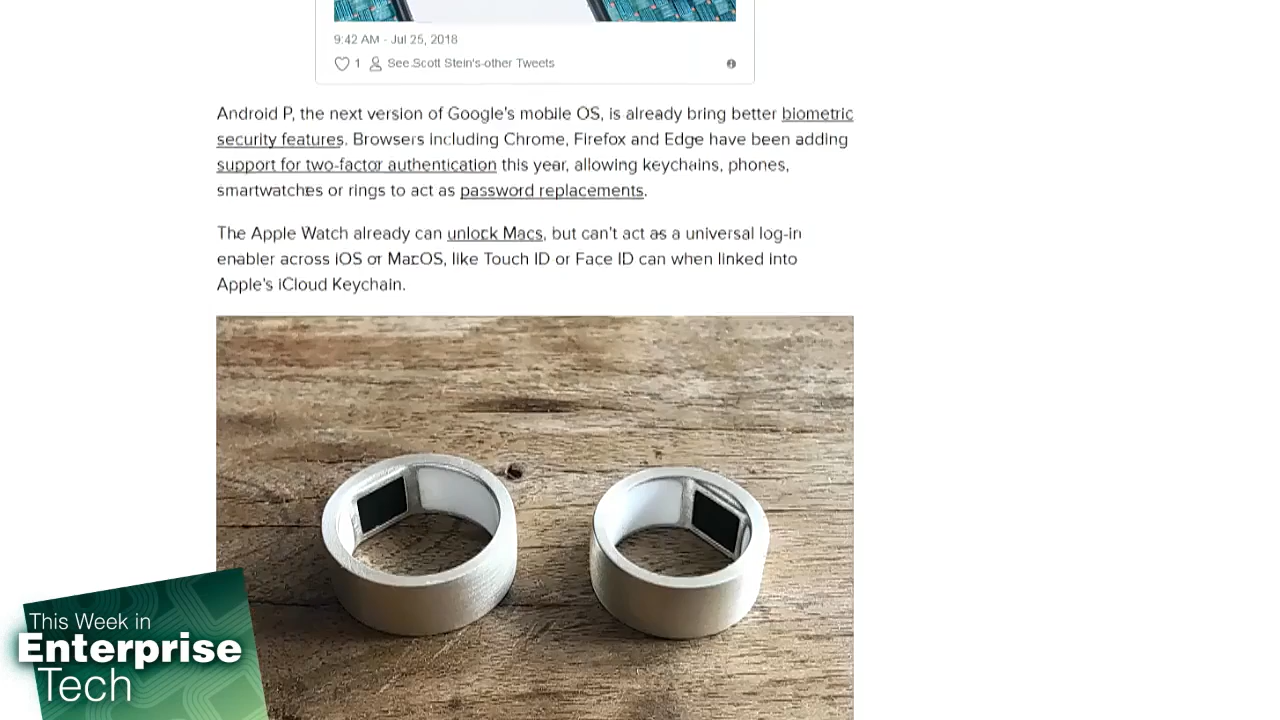 9:42 AM - Jul 25, 2018
1 See Scott Stein's other Tweets
Android P, the next version of Google's mobile OS, is already bring better biometric
security features. Browsers including Chrome, Firefox and Edge have been adding
support for two-factor authentication this year, allowing keychains, phones,
smartwatches or rings to act as password replacements.
The Apple Watch already can unlock Macs, but can't act as a universal log-in
enabler across iOS or MacOS, like Touch ID or Face ID can when linked into
Apple's iCloud Keychain.
This Week in
Enterprise
Tech